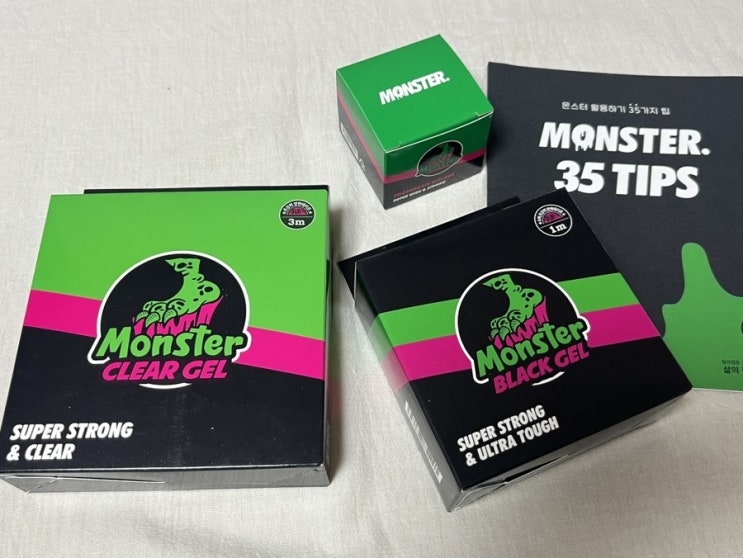 MONSTER.
몬스터 활용하기 35가지 팁
MONSTER.
35 TIPS
3m
Monster
CLEAR GEL
SUPER STRONG
& CLEAR
1m
Monster
BLACK GEL
SUPER STRONG
& ULTRA TOUGH